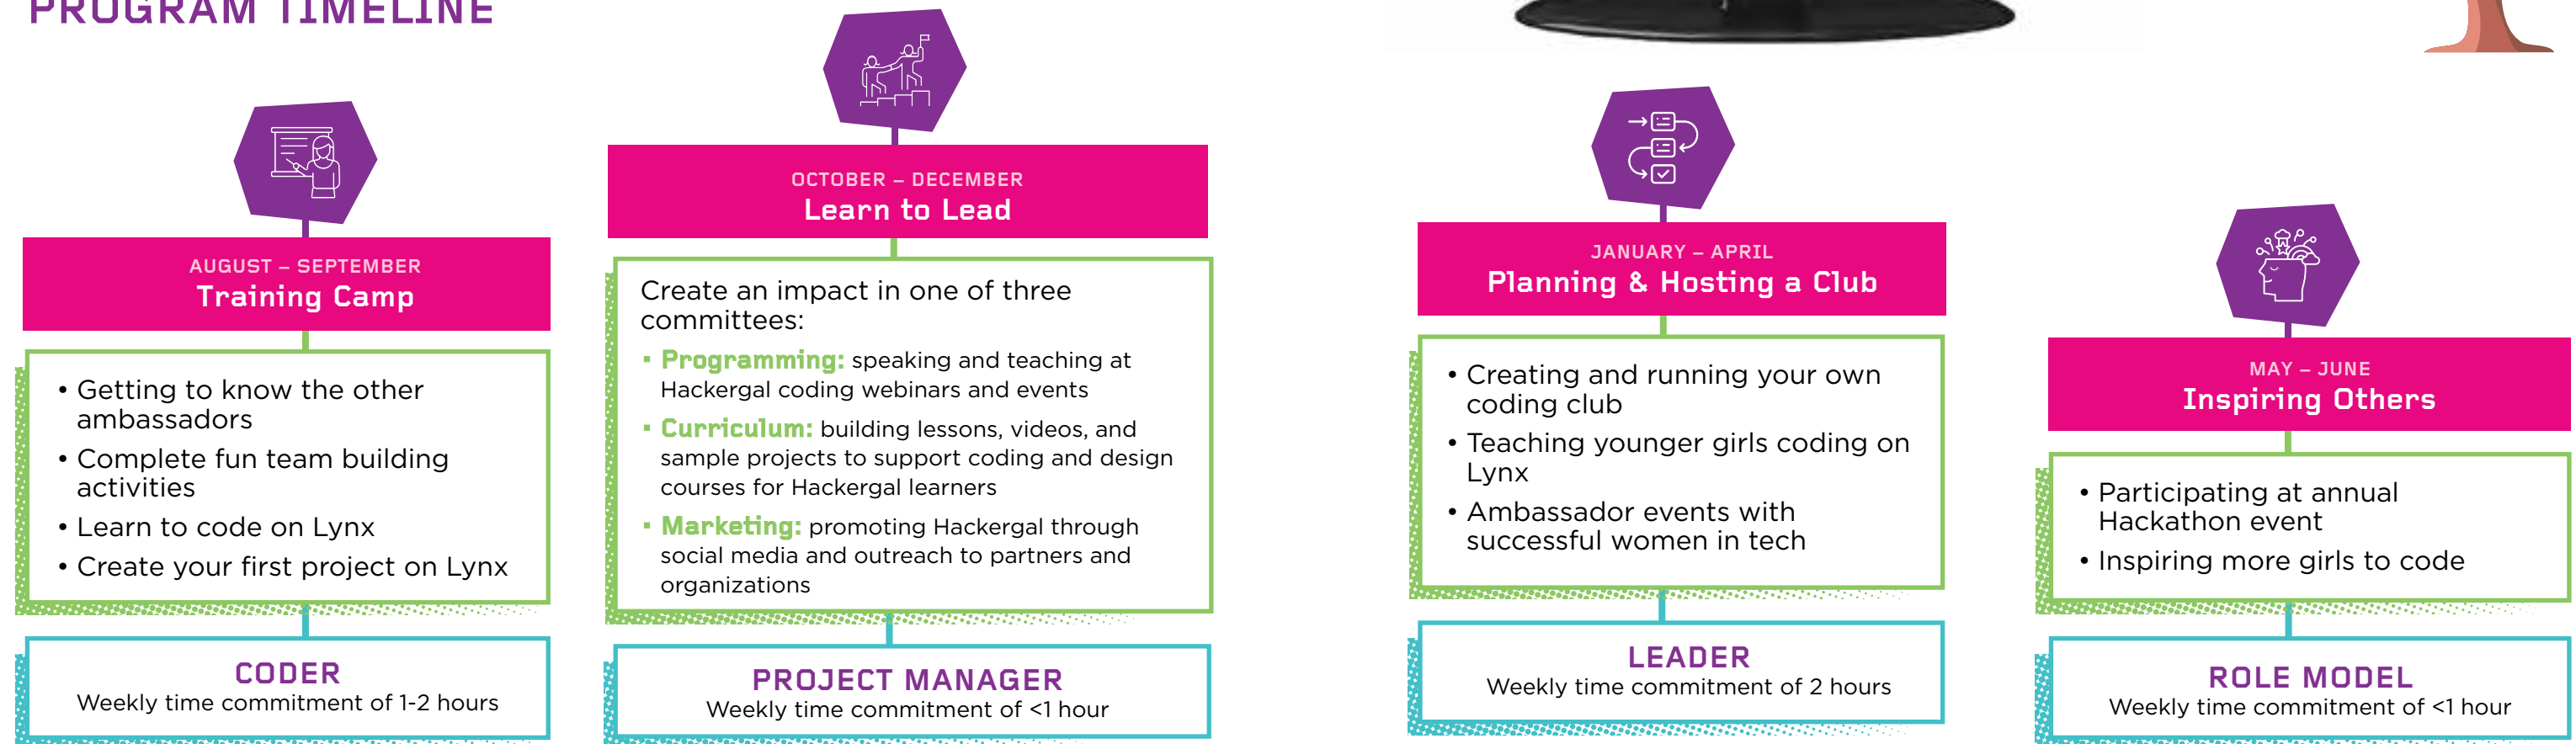 PROGRAM TIMELINE
AUGUST – SEPTEMBER
Training Camp
• Getting to know the other
ambassadors
• Complete fun team building
activities
• Learn to code on Lynx
• Create your first project on Lynx
CODER
Weekly time commitment of 1-2 hours
OCTOBER – DECEMBER
Learn to Lead
Create an impact in one of three
committees:
▪ Programming: speaking and teaching at
Hackergal coding webinars and events
▪ Curriculum: building lessons, videos, and
sample projects to support coding and design
courses for Hackergal learners
▪ Marketing: promoting Hackergal through
social media and outreach to partners and
organizations
PROJECT MANAGER
Weekly time commitment of <1 hour
JANUARY – APRIL
Planning & Hosting a Club
• Creating and running your own
coding club
• Teaching younger girls coding on
Lynx
• Ambassador events with
successful women in tech
LEADER
Weekly time commitment of 2 hours
MAY – JUNE
Inspiring Others
• Participating at annual
Hackathon event
• Inspiring more girls to code
ROLE MODEL
Weekly time commitment of <1 hour